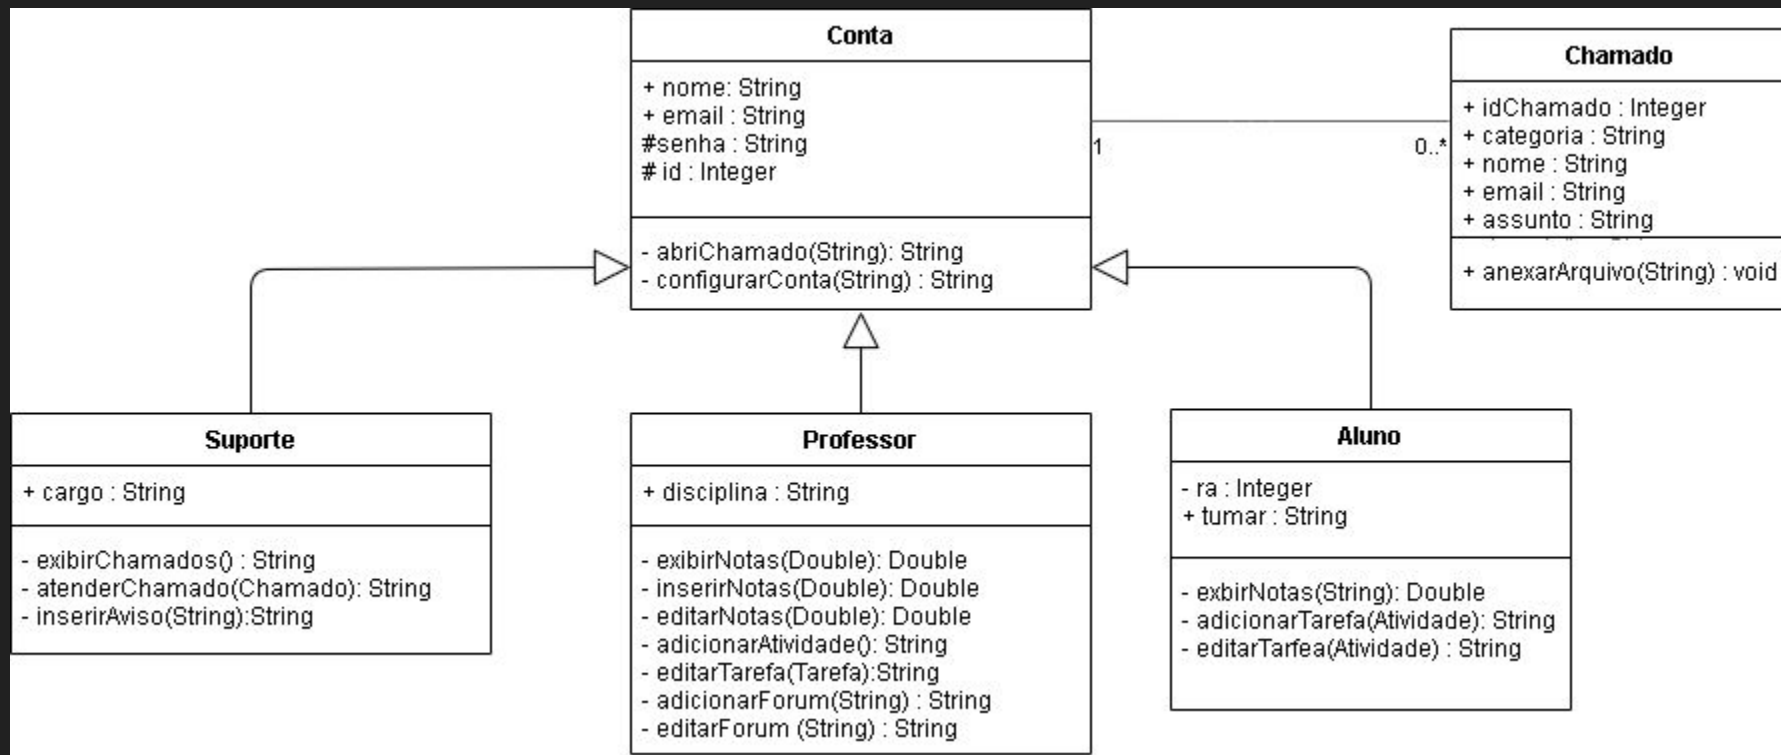 Conta
+ nome: String
+ email : String
#senha : String
# id : Integer
- abriChamado(String): String
- configurarConta(String) : String
1
0..*
Chamado
+ idChamado : Integer
+ categoria : String
+ nome : String
+ email : String
+ assunto : String
+ anexarArquivo(String) : void
Suporte
+ cargo : String
- exibirChamados() : String
- atenderChamado(Chamado): String
- inserirAviso(String):String
Professor
+ disciplina : String
- exibirNotas(Double): Double
- inserirNotas(Double): Double
- editarNotas(Double): Double
- adicionarAtividade(): String
- editarTarefa(Tarefa):String
- adicionarForum(String) : String
- editarForum (String) : String
Aluno
- ra : Integer
+ tumar : String
- exbirNotas(String): Double
- adicionarTarefa(Atividade): String
- editarTarfea(Atividade) : String